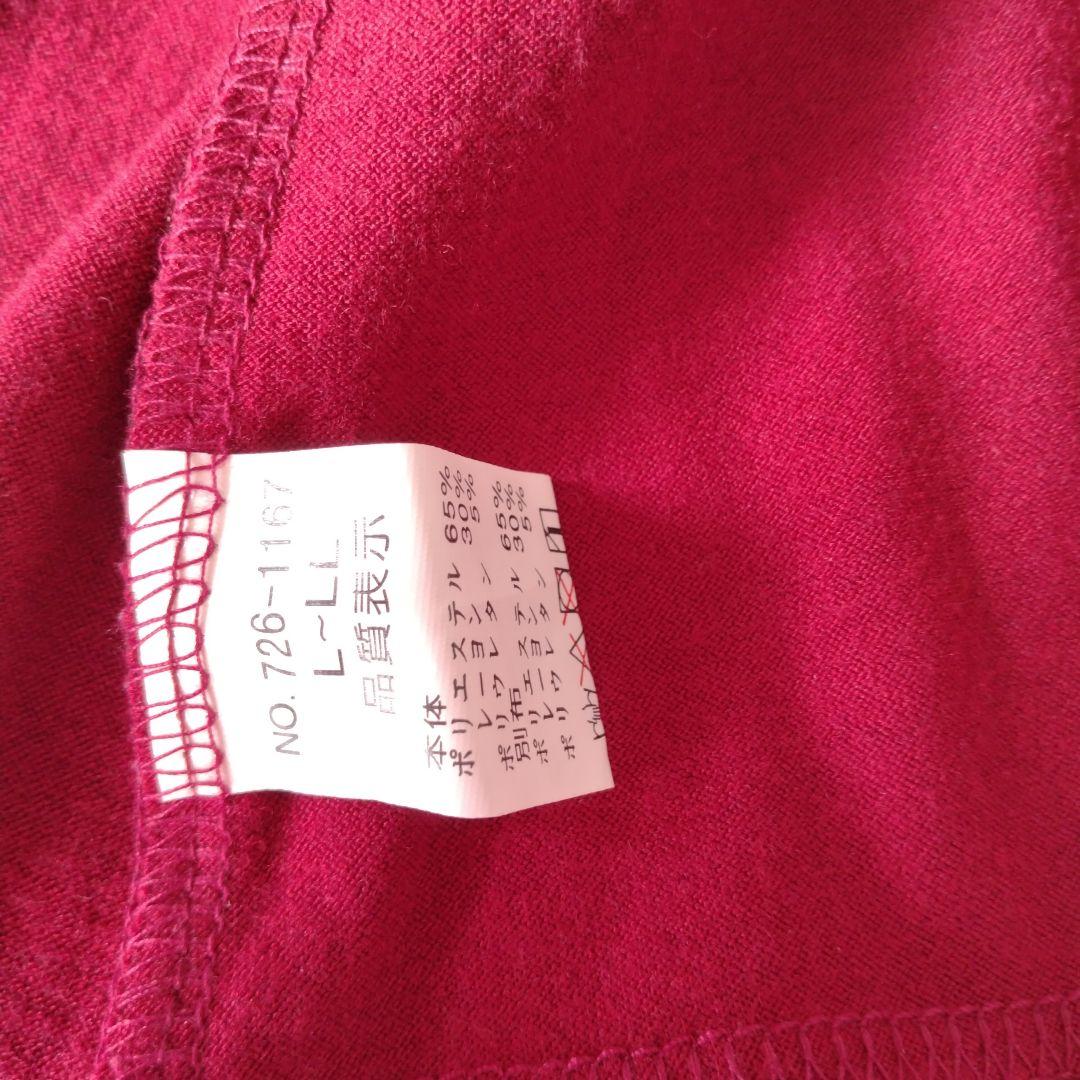 NO. 726-1167
L~LL
品質表示
本体
ポリエステル 65%
レーヨン 30%
ポリウレタン 5%
別布
ポリエステル 65%
レーヨン 30%
ポリウレタン 5%